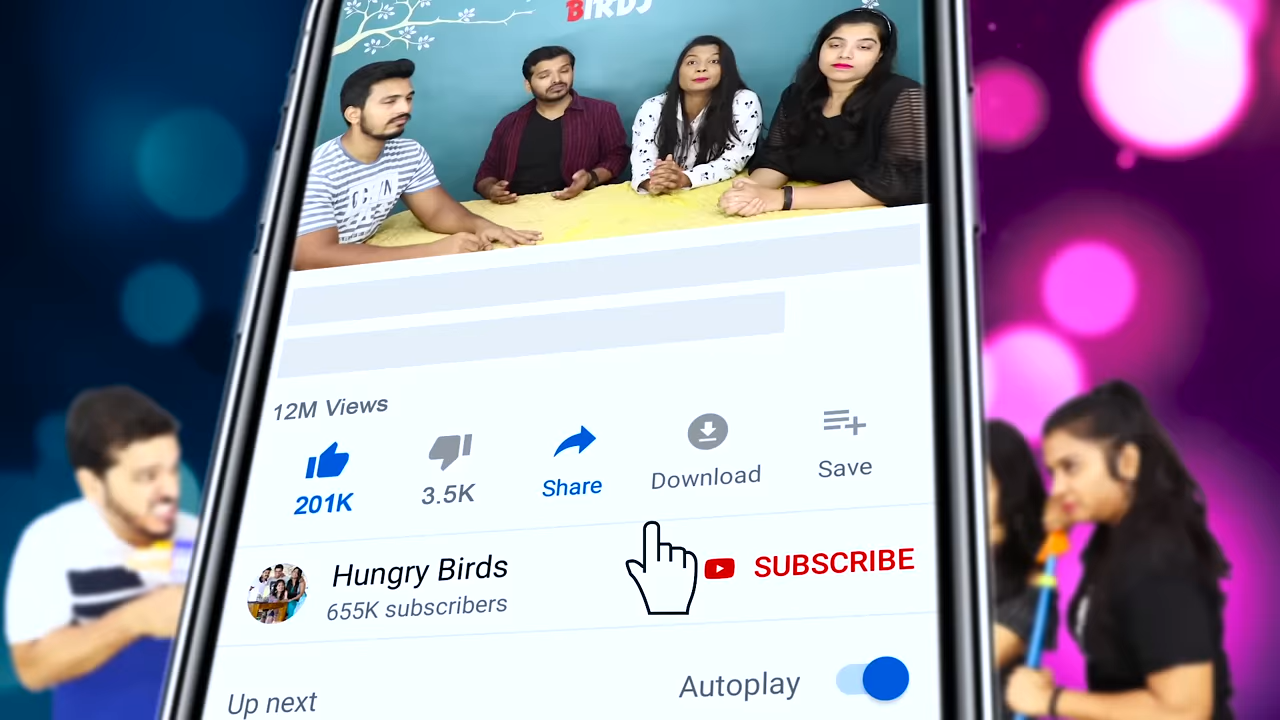 BIRDS
12M Views
201K
3.5K
Share
Download
Save
Hungry Birds
655K subscribers
SUBSCRIBE
Up next
Autoplay